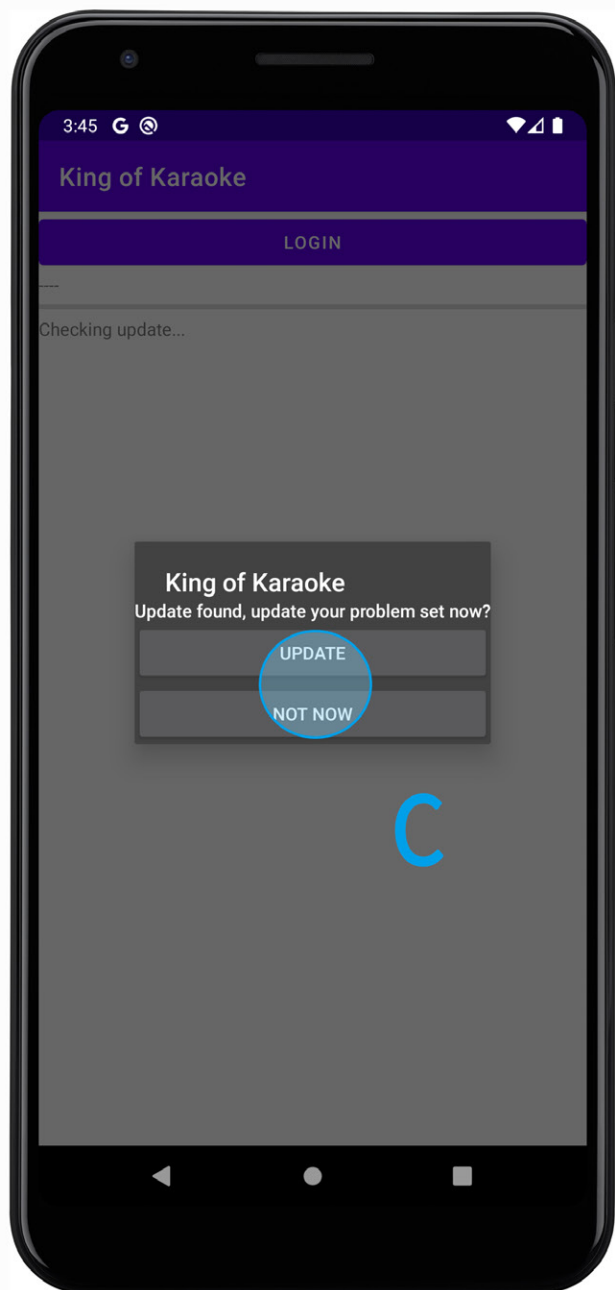 3:45 G
King of Karaoke
LOGIN
----
Checking update...
King of Karaoke
Update found, update your problem set now?
UPDATE
NOT NOW
C